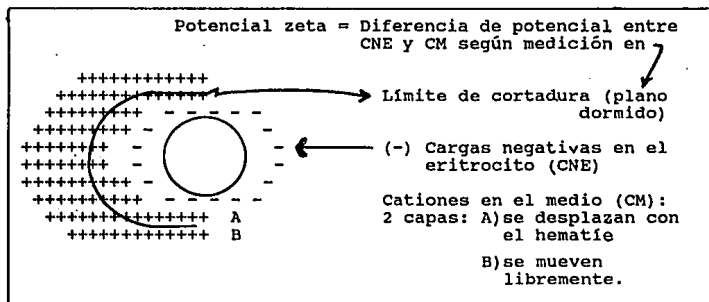 Potencial zeta = Diferencia de potencial entre
CNE y CM según medición en
Límite de cortadura (plano
dormido)
(-) Cargas negativas en el
eritrocito (CNE)
Cationes en el medio (CM):
2 capas: A)se desplazan con
el hematíe
B)se mueven
libremente.
++++++++++++
+++++++++++++++
- - - - -
- -
- -
- -
- -
- - - - -
+++++++++++++++ A
+++++++++++++ B